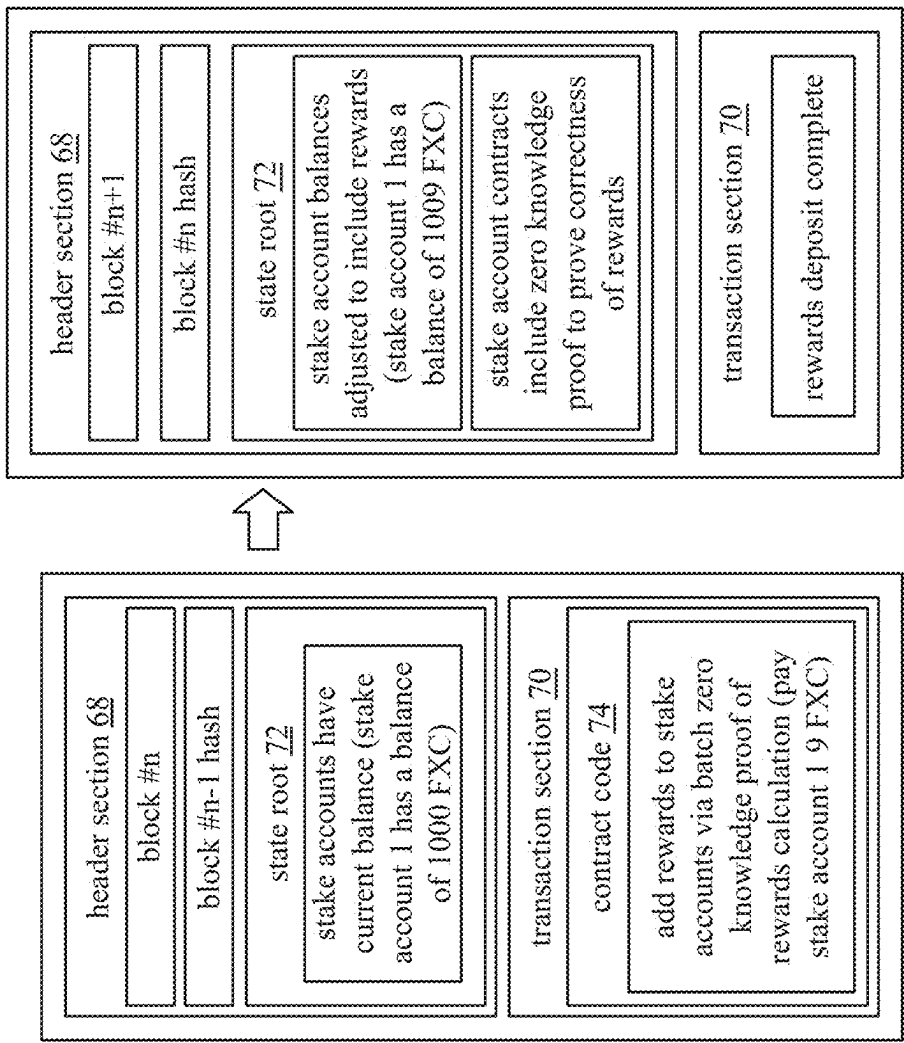 header section 68
block #n
block #n-1 hash
state root 72
stake accounts have
current balance (stake
account 1 has a balance
of 1000 FXC)
transaction section 70
contract code 74
add rewards to stake
accounts via batch zero
knowledge proof of
rewards calculation (pay
stake account 1 9 FXC)
header section 68
block #n+1
block #n hash
state root 72
stake account balances
adjusted to include rewards
(stake account 1 has a
balance of 1009 FXC)
stake account contracts
include zero knowledge
proof to prove correctness
of rewards
transaction section 70
rewards deposit complete